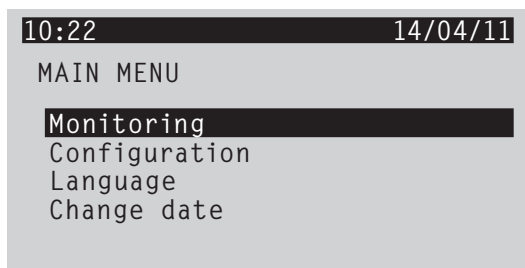 10:22 14/04/11
MAIN MENU
Monitoring
Configuration
Language
Change date